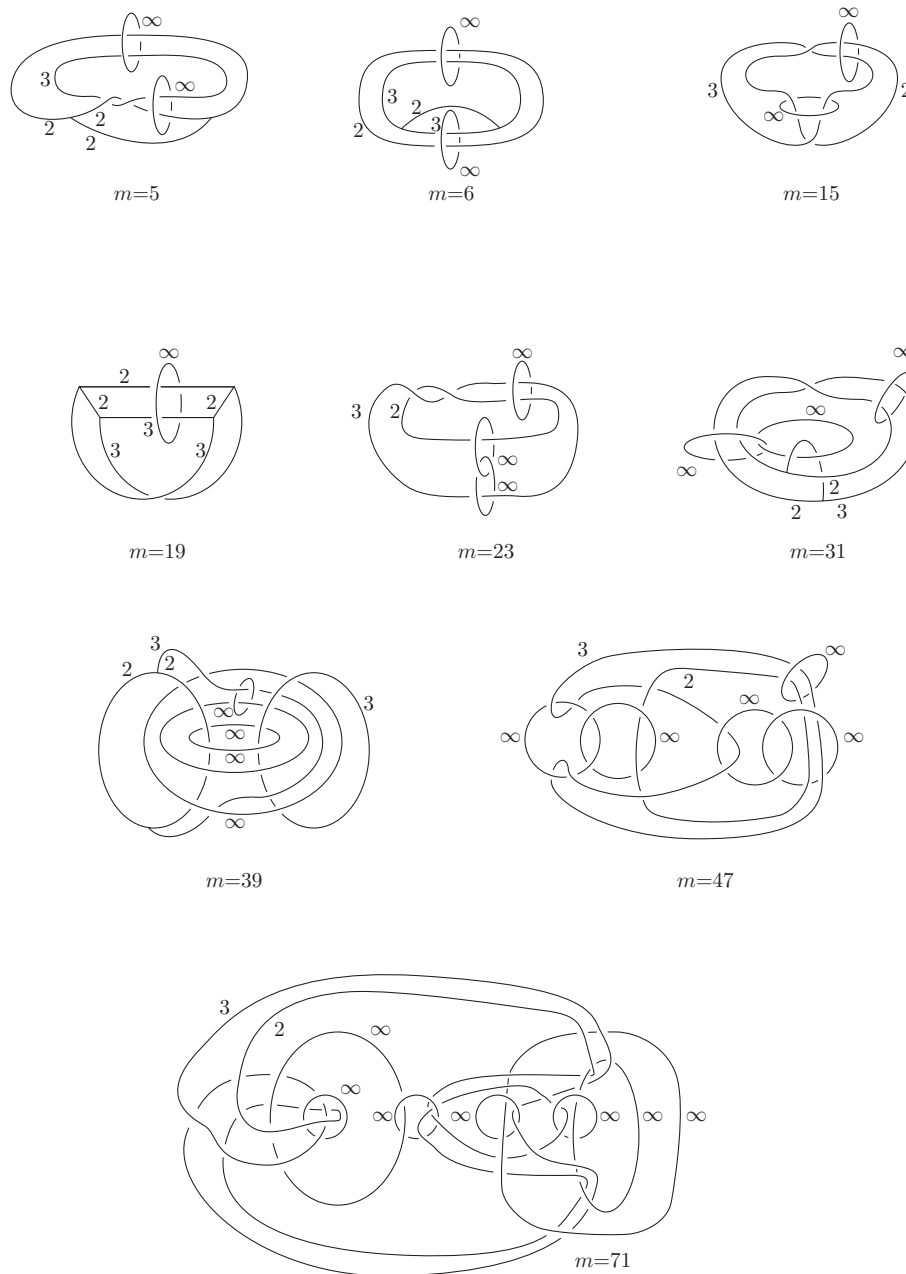 ∞ ∞ ∞
3 ∞ 3 2 3 2
2 2 2 2 3 ∞
2 ∞
m=5 m=6 m=15
∞ ∞ ∞
2 3 2 ∞
2 2 3 3 3 ∞ ∞ ∞ 2 2 3
m=19 m=23 m=31
3 3 ∞
2 2 3 2 ∞
∞ ∞ ∞ ∞ ∞ ∞
∞
m=39 m=47
3 2 ∞
∞ ∞ ∞ ∞ ∞ ∞
m=71